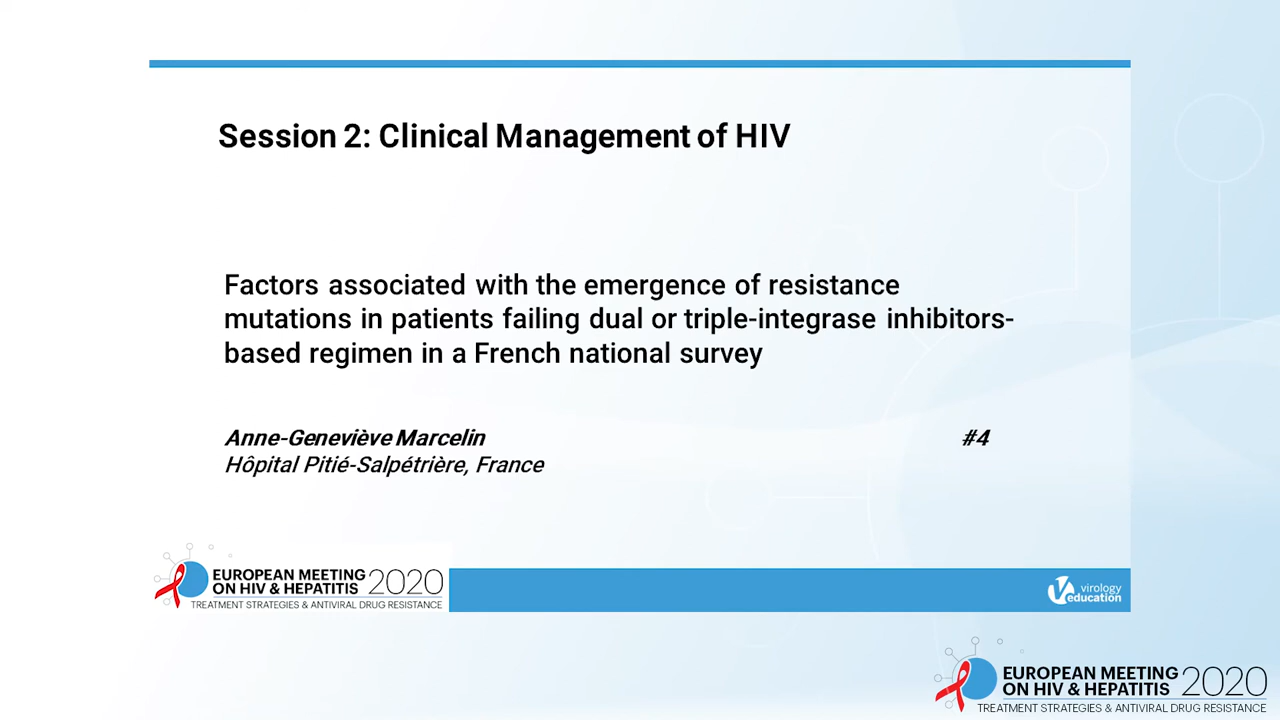 Session 2: Clinical Management of HIV
Factors associated with the emergence of resistance
mutations in patients failing dual or triple-integrase inhibitors-
based regimen in a French national survey
Anne-Geneviève Marcelin #4
Hôpital Pitié-Salpétrière, France
EUROPEAN MEETING
ON HIV & HEPATITIS 2020
TREATMENT STRATEGIES & ANTIVIRAL DRUG RESISTANCE
virology
education
EUROPEAN MEETING
ON HIV & HEPATITIS 2020
TREATMENT STRATEGIES & ANTIVIRAL DRUG RESISTANCE